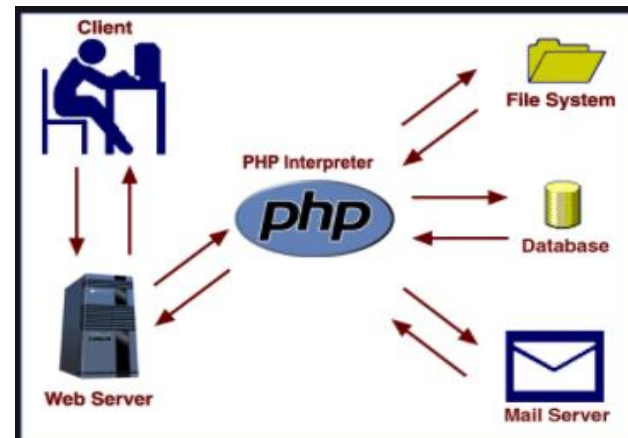 Client
File System
PHP Interpreter
php
Database
Web Server
Mail Server